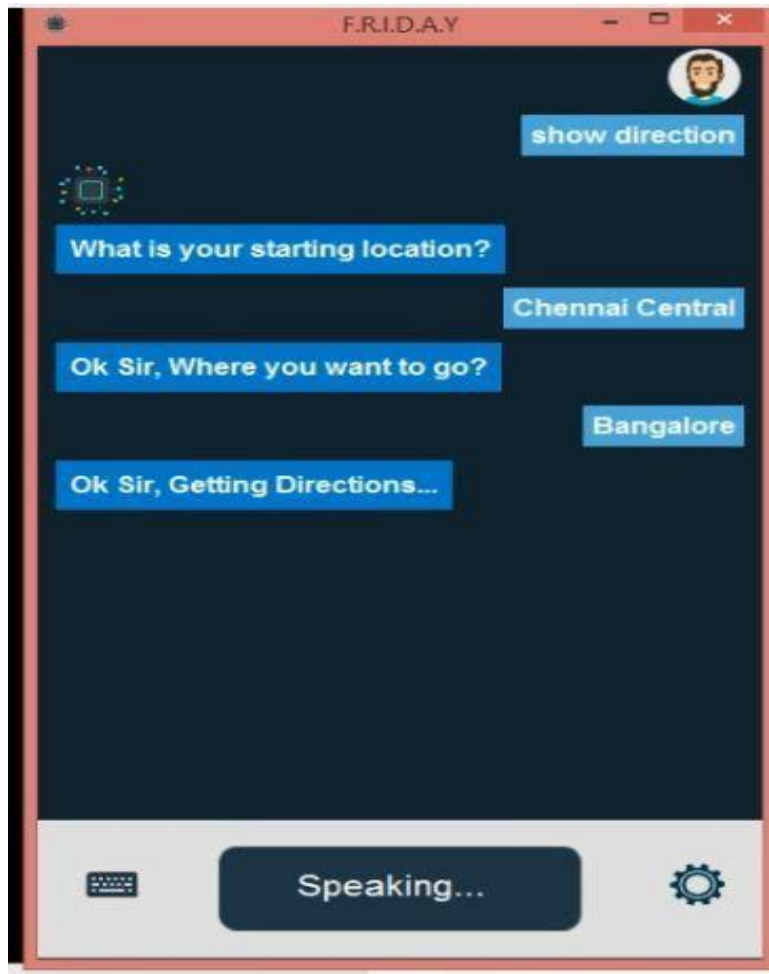 F.R.I.D.A.Y
show direction
What is your starting location?
Chennai Central
Ok Sir, Where you want to go?
Bangalore
Ok Sir, Getting Directions...
Speaking...